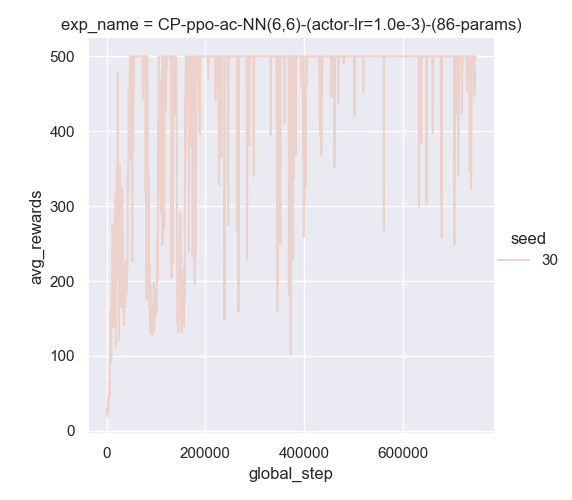 exp_name = CP-ppo-ac-NN(6,6)-(actor-lr=1.0e-3)-(86-params)
500
400
300
200
100
0
avg_rewards
0 200000 400000 600000
global_step
seed
30